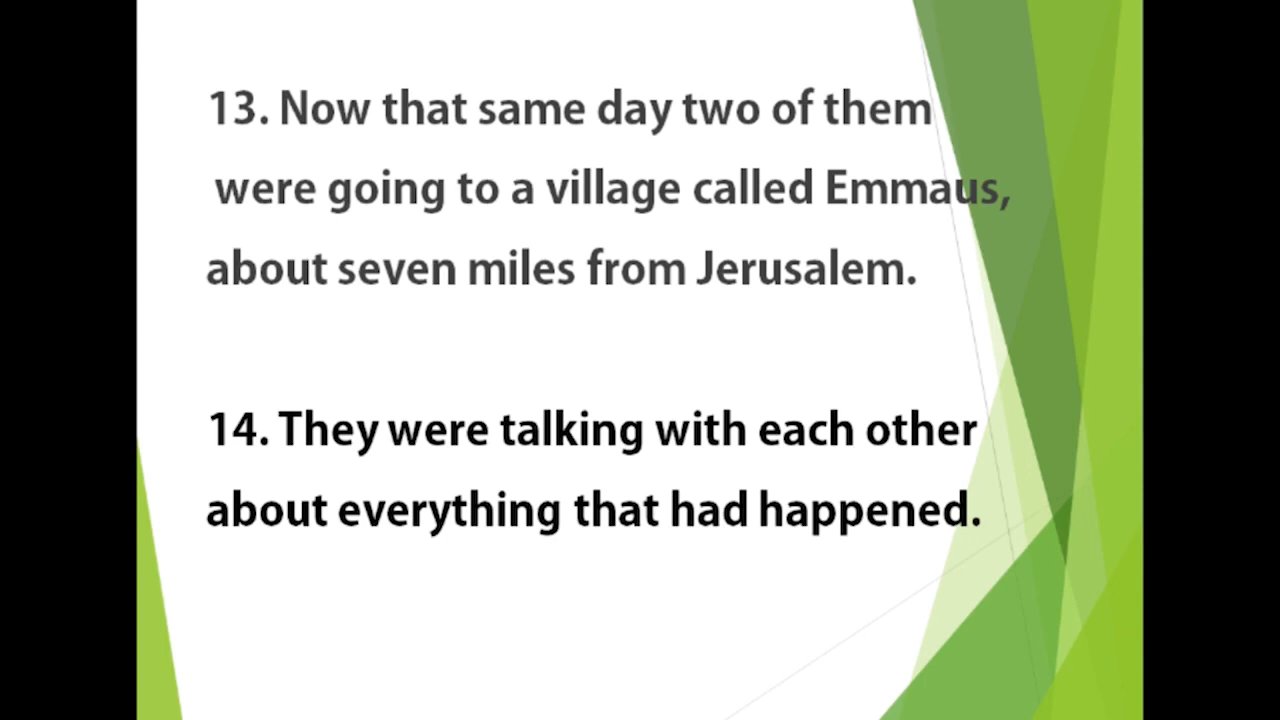 13. Now that same day two of them
were going to a village called Emmaus,
about seven miles from Jerusalem.
14. They were talking with each other
about everything that had happened.